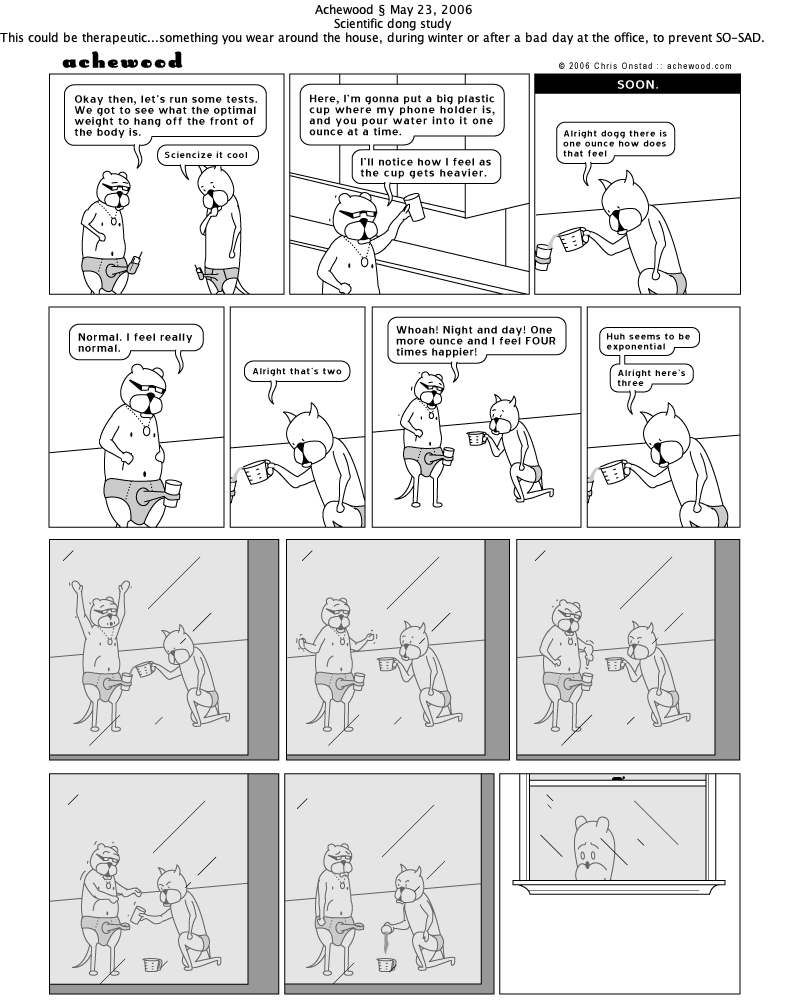 Achewood § May 23, 2006
Scientific dong study
This could be therapeutic...something you wear around the house, during winter or after a bad day at the office, to prevent SO-SAD.
achewood
© 2006 Chris Onstad :: achewood.com
Okay then, let's run some tests.
We got to see what the optimal
weight to hang off the front of
the body is.
Sciencize it cool
Here, I'm gonna put a big plastic
cup where my phone holder is,
and you pour water into it one
ounce at a time.
I'll notice how I feel as
the cup gets heavier.
SOON.
Alright dogg there is
one ounce how does
that feel
Normal. I feel really
normal.
Alright that's two
Whoah! Night and day! One
more ounce and I feel FOUR
times happier!
Huh seems to be
exponential
Alright here's
three